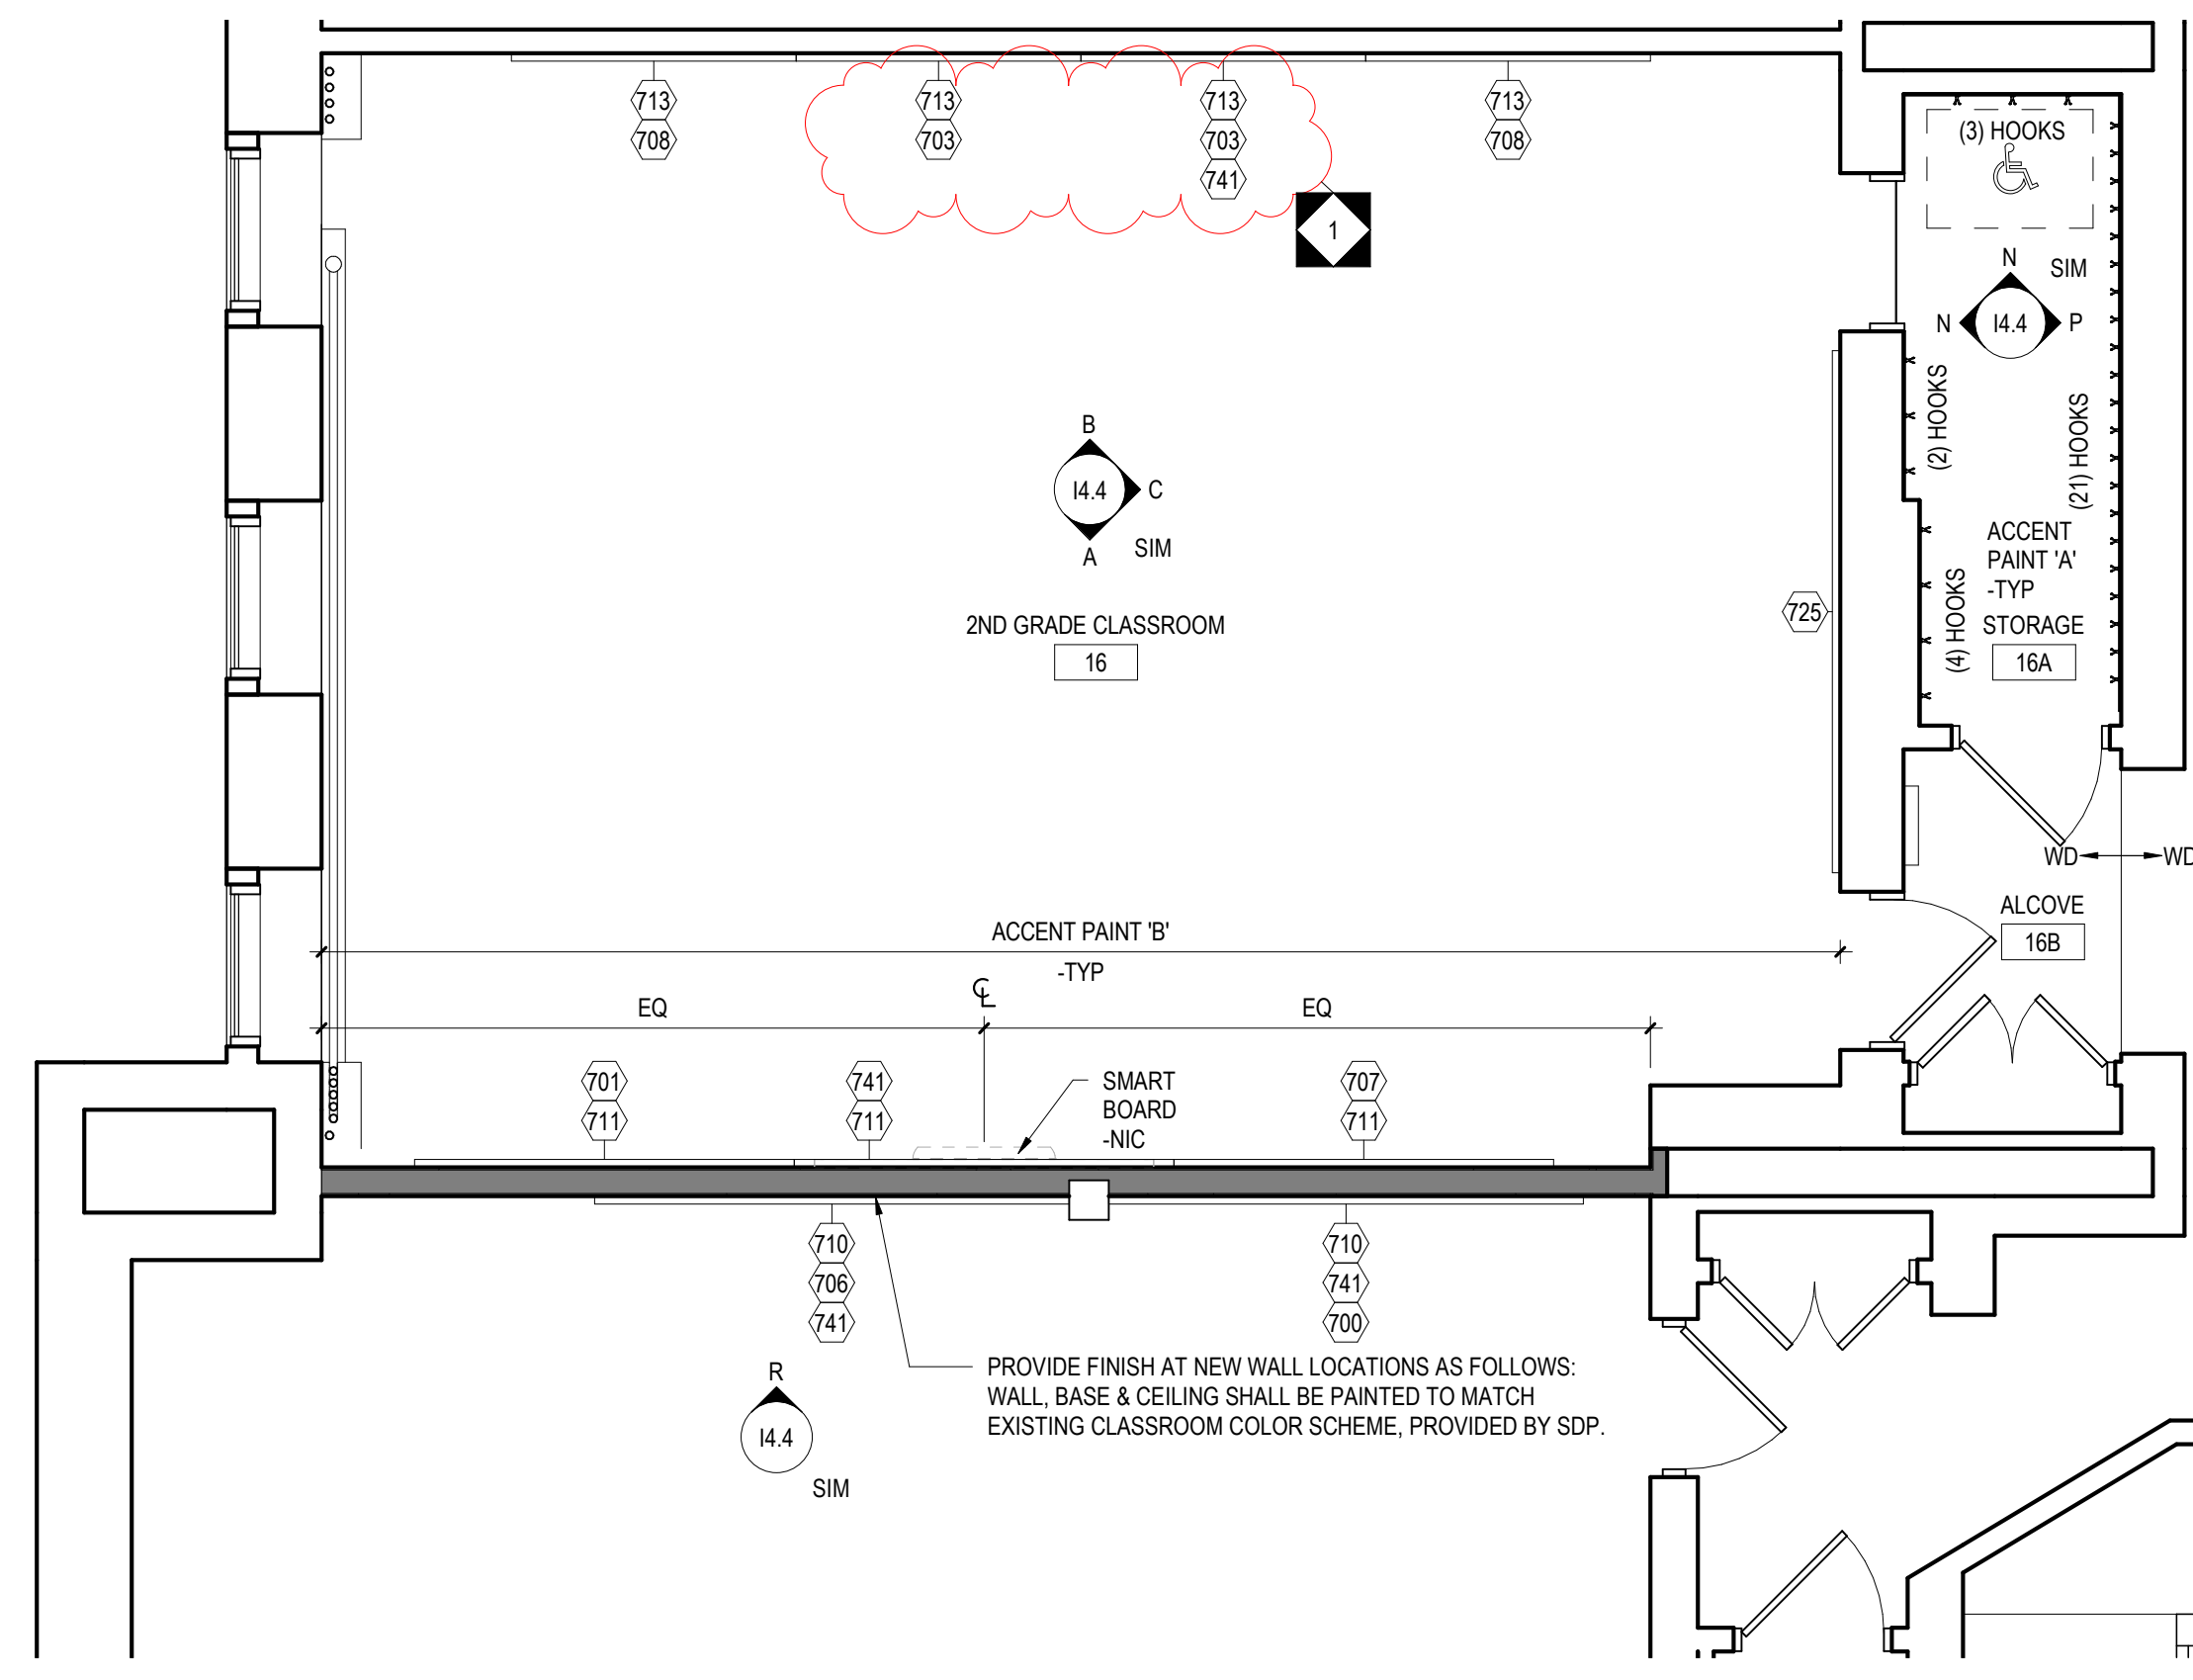 713
708
713
703
713
703
741
713
708
1
(3) HOOKS
N
SIM
N
I4.4
P
(2) HOOKS
(21) HOOKS
B
I4.4
C
A
SIM
2ND GRADE CLASSROOM
16
725
(4) HOOKS
ACCENT
PAINT 'A'
-TYP
STORAGE
16A
WD
WD
ALCOVE
16B
ACCENT PAINT 'B'
-TYP
EQ
℄
EQ
701
711
741
711
SMART
BOARD
-NIC
707
711
710
706
741
710
741
700
PROVIDE FINISH AT NEW WALL LOCATIONS AS FOLLOWS:
WALL, BASE & CEILING SHALL BE PAINTED TO MATCH
EXISTING CLASSROOM COLOR SCHEME, PROVIDED BY SDP.
R
I4.4
SIM